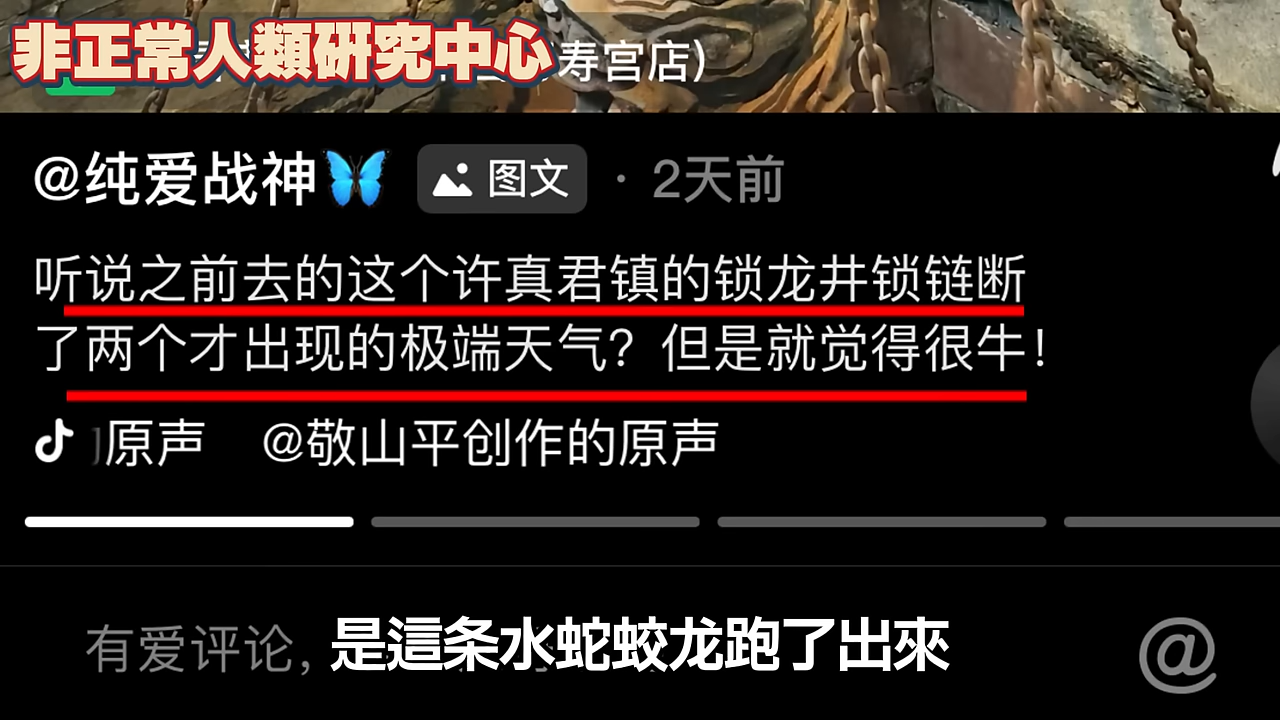 非正常人類研究中心
寿宫店）
@纯爱战神🦋 图文 · 2天前
听说之前去的这个许真君镇的锁龙井锁链断
了两个才出现的极端天气？但是就觉得很牛！
原声 @敬山平创作的原声
有爱评论，
是這条水蛇蛟龙跑了出來
@